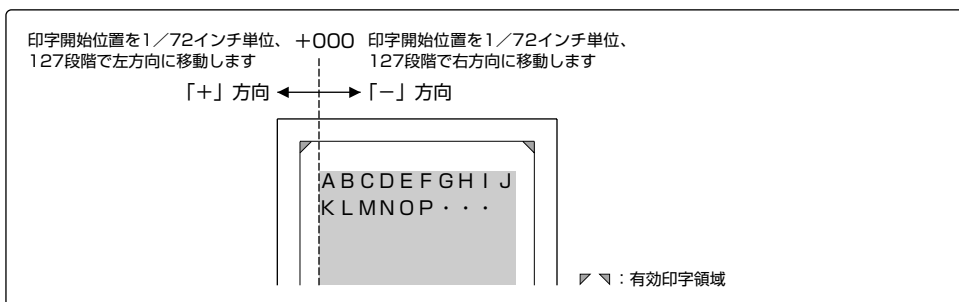 印字開始位置を1／72インチ単位、
127段階で左方向に移動します
+000
印字開始位置を1／72インチ単位、
127段階で右方向に移動します
「＋」方向
「－」方向
ABCDEFGHIJ
KLMNOP・・・
：有効印字領域